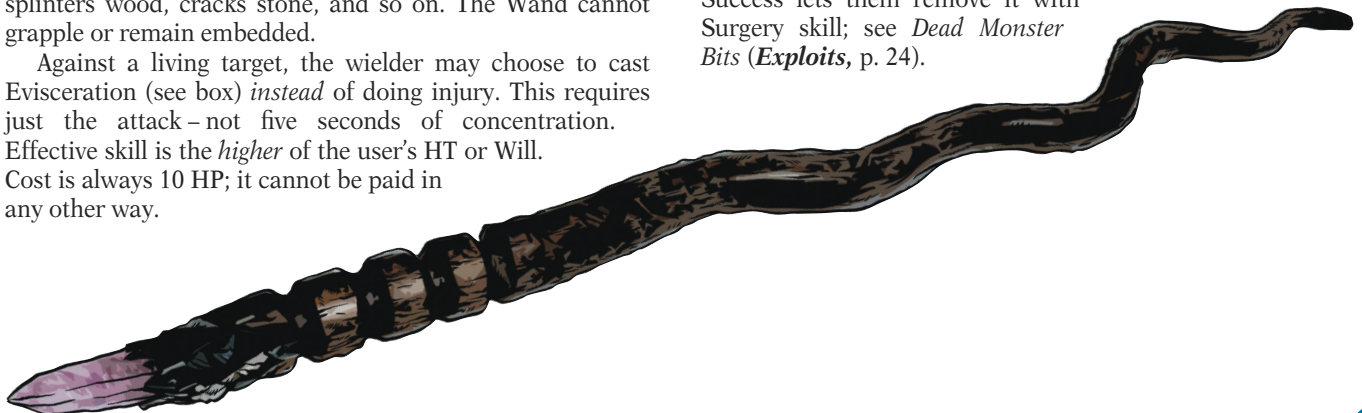 splinters wood, cracks stone, and so on. The Wand cannot
grapple or remain embedded.
Against a living target, the wielder may choose to cast
Evisceration (see box) instead of doing injury. This requires
just the attack – not five seconds of concentration.
Effective skill is the higher of the user's HT or Will.
Cost is always 10 HP; it cannot be paid in
any other way.
Success lets them remove it with
Surgery skill; see Dead Monster
Bits (Exploits, p. 24).